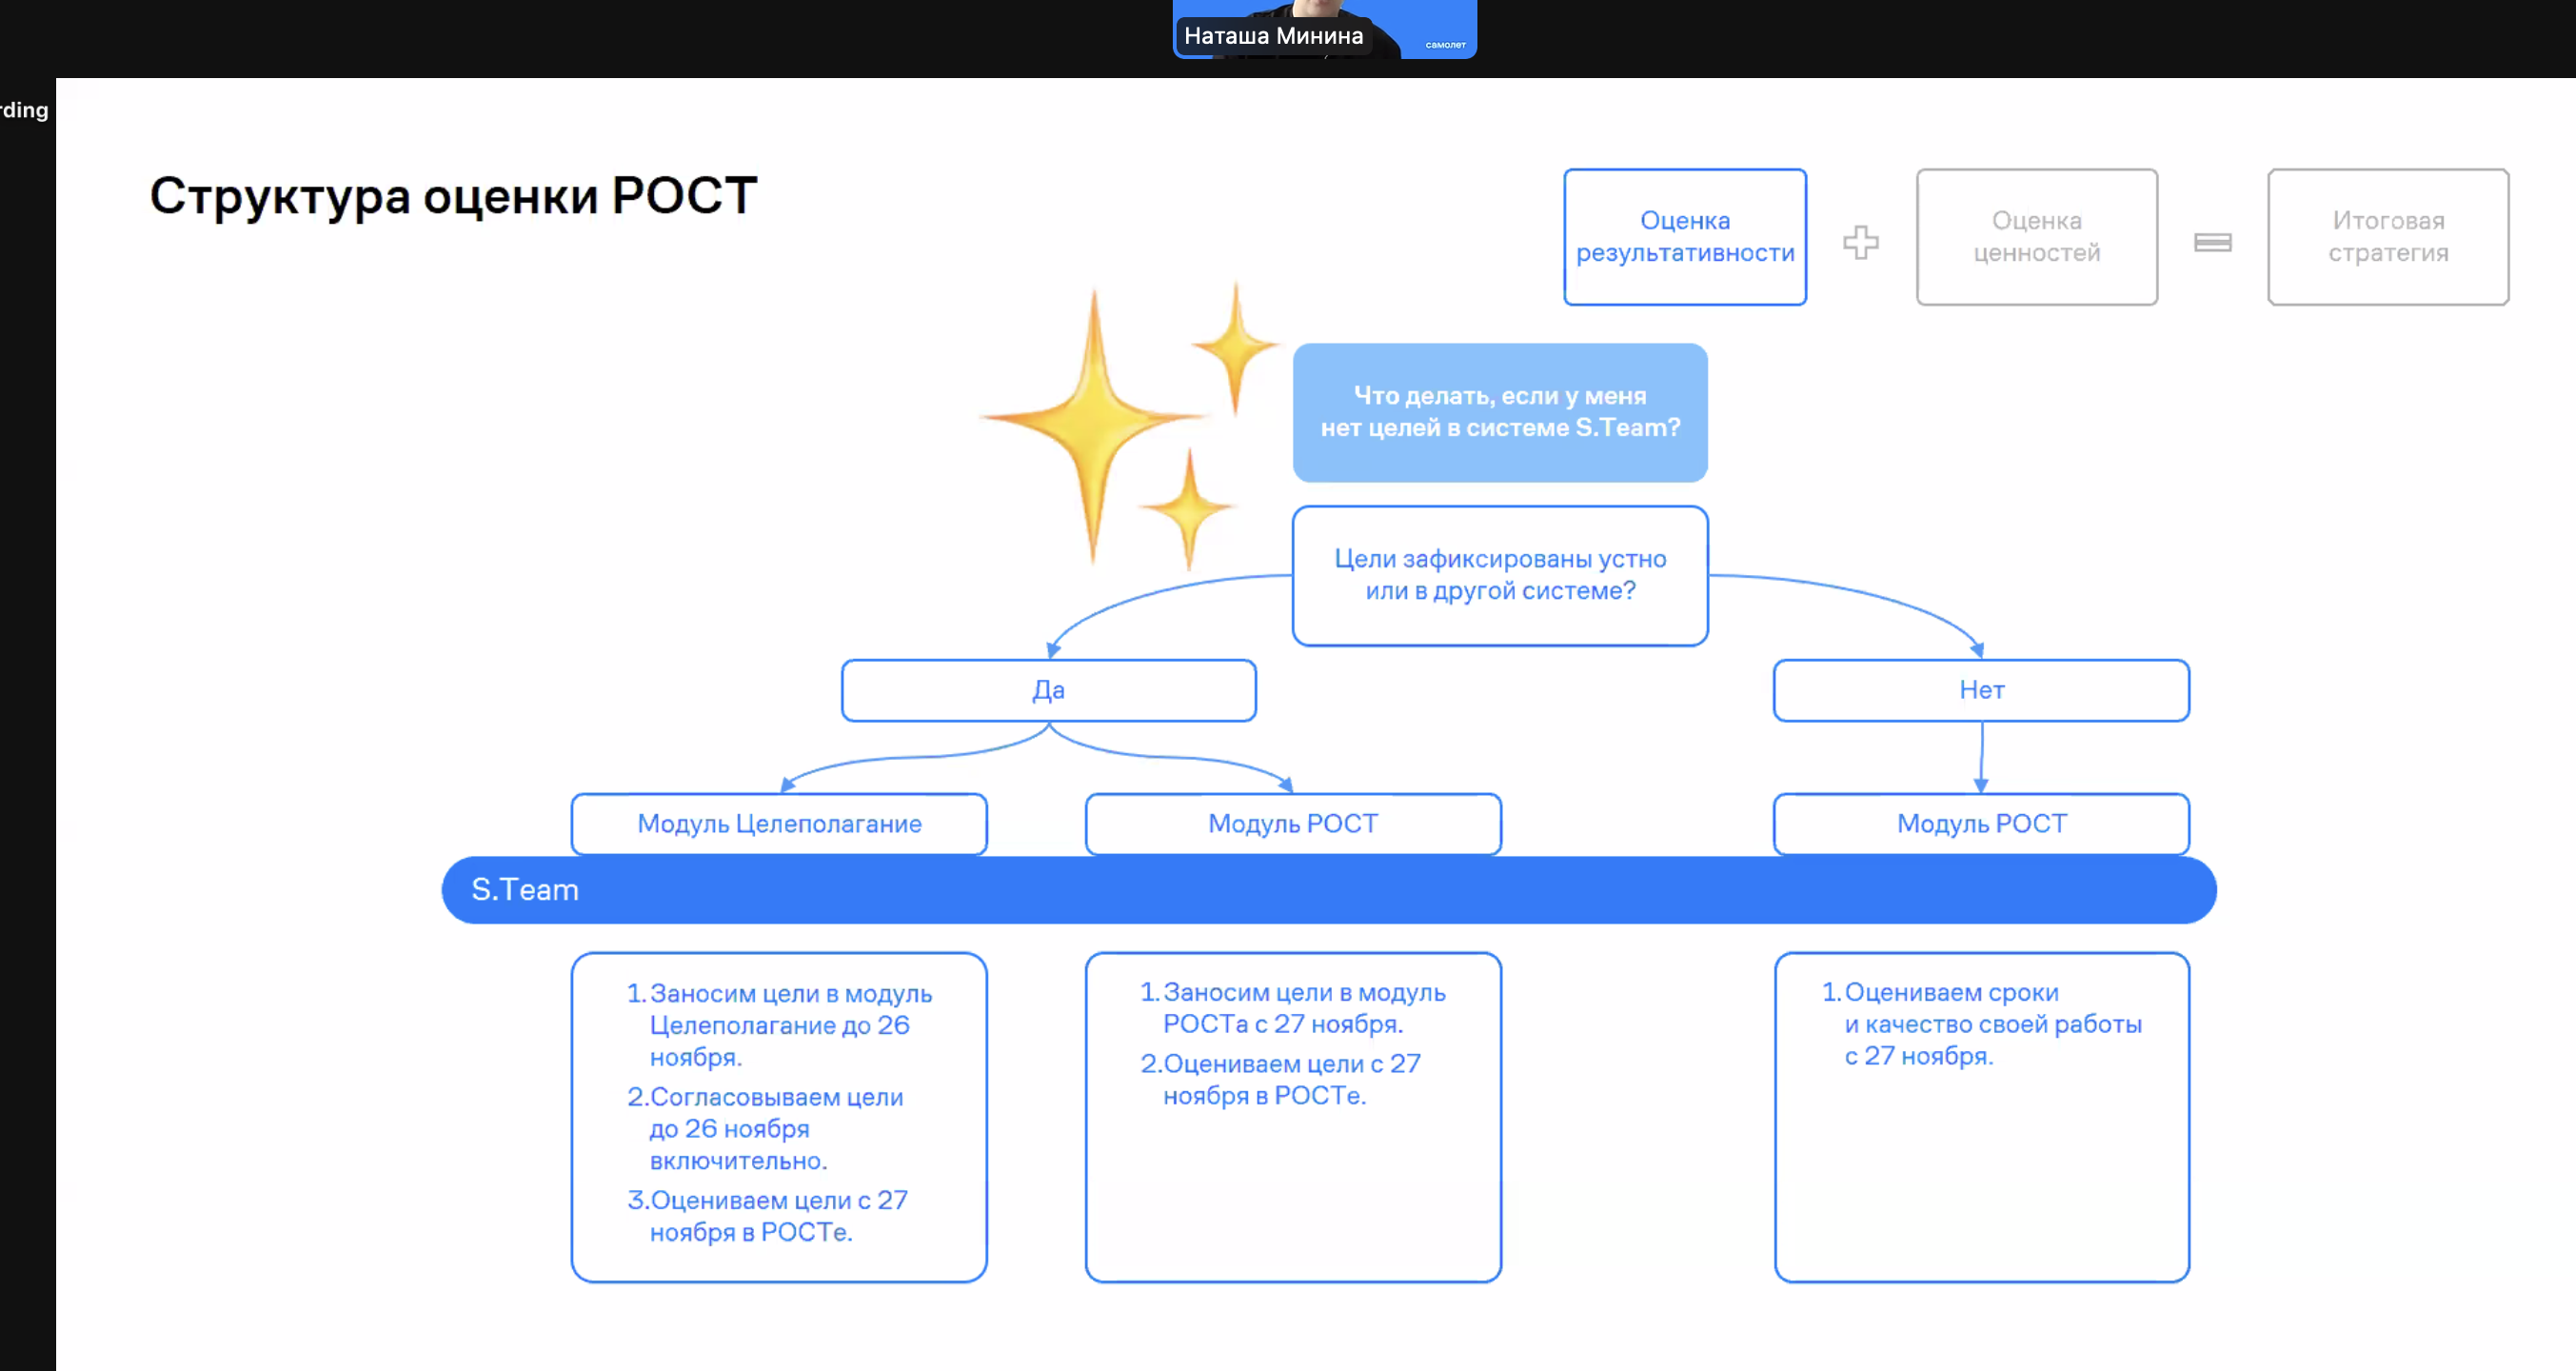 Наташа Минина
самолет
rding
Структура оценки РОСТ
Оценка
результативности
Оценка
ценностей
Итоговая
стратегия
Что делать, если у меня
нет целей в системе S.Team?
Цели зафиксированы устно
или в другой системе?
Да
Нет
Модуль Целеполагание
Модуль РОСТ
Модуль РОСТ
S.Team
1. Заносим цели в модуль
Целеполагание до 26
ноября.
2. Согласовываем цели
до 26 ноября
включительно.
3. Оцениваем цели с 27
ноября в РОСТе.
1. Заносим цели в модуль
РОСТа с 27 ноября.
2. Оцениваем цели с 27
ноября в РОСТе.
1. Оцениваем сроки
и качество своей работы
с 27 ноября.